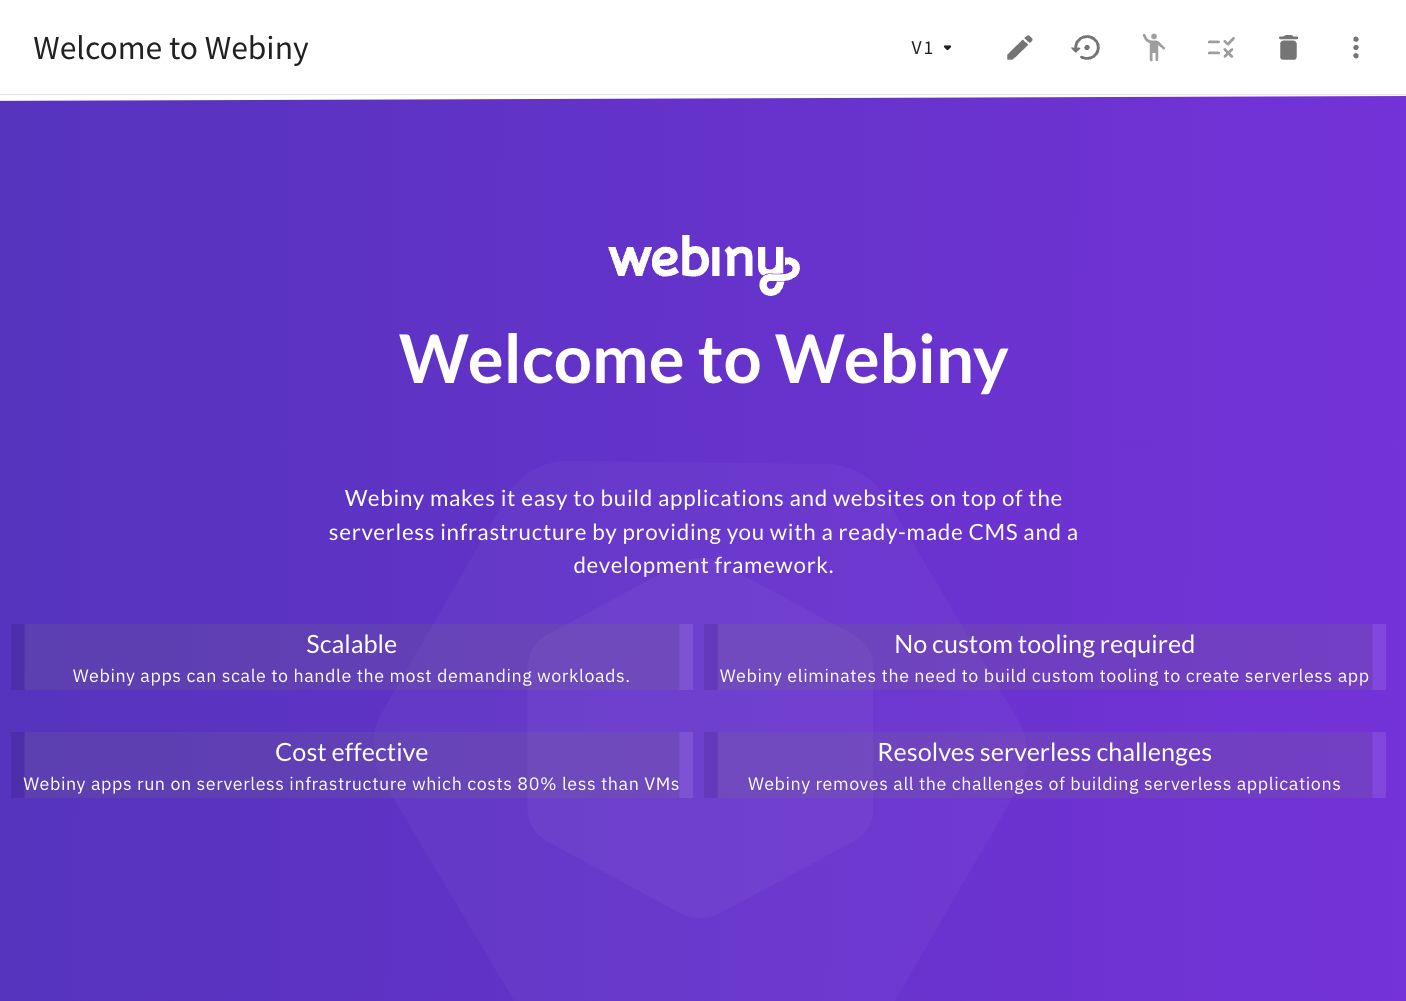 Welcome to Webiny
V1
webiny
Welcome to Webiny
Webiny makes it easy to build applications and websites on top of the
serverless infrastructure by providing you with a ready-made CMS and a
development framework.
Scalable
Webiny apps can scale to handle the most demanding workloads.
No custom tooling required
Webiny eliminates the need to build custom tooling to create serverless app
Cost effective
Webiny apps run on serverless infrastructure which costs 80% less than VMs
Resolves serverless challenges
Webiny removes all the challenges of building serverless applications